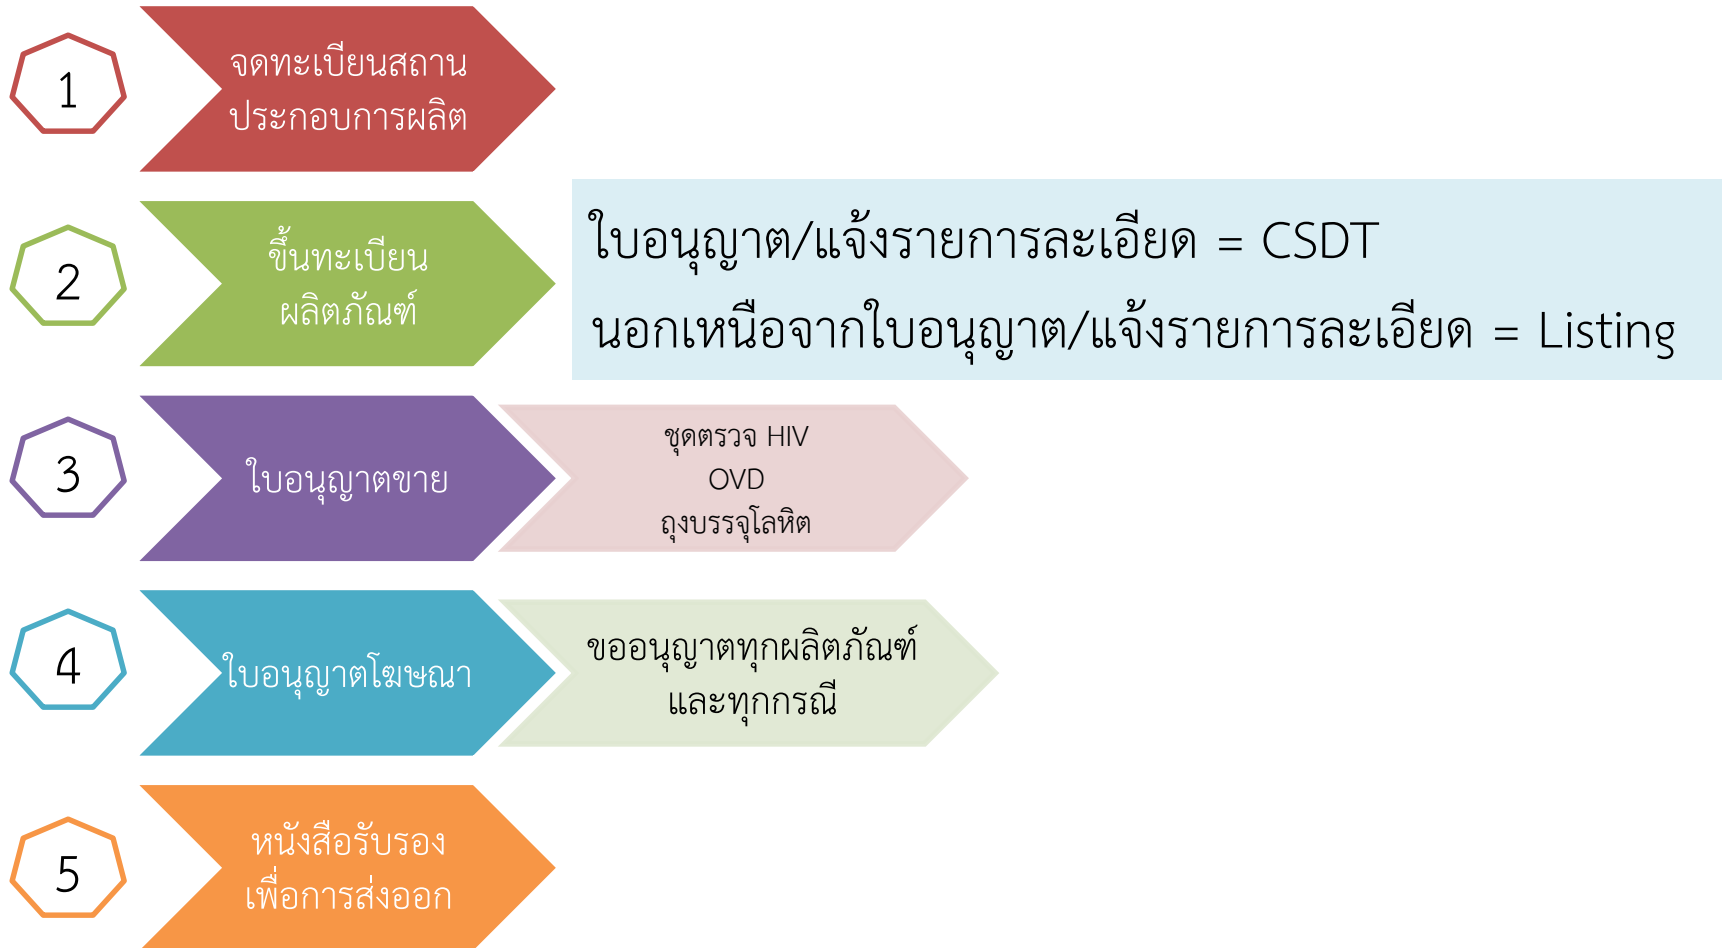 1
จดทะเบียนสถาน
ประกอบการผลิต
2
ขึ้นทะเบียน
ผลิตภัณฑ์
ใบอนุญาต/แจ้งรายการละเอียด = CSDT
นอกเหนือจากใบอนุญาต/แจ้งรายการละเอียด = Listing
3
ใบอนุญาตขาย
ชุดตรวจ HIV
OVD
ถุงบรรจุโลหิต
4
ใบอนุญาตโฆษณา
ขออนุญาตทุกผลิตภัณฑ์
และทุกกรณี
5
หนังสือรับรอง
เพื่อการส่งออก